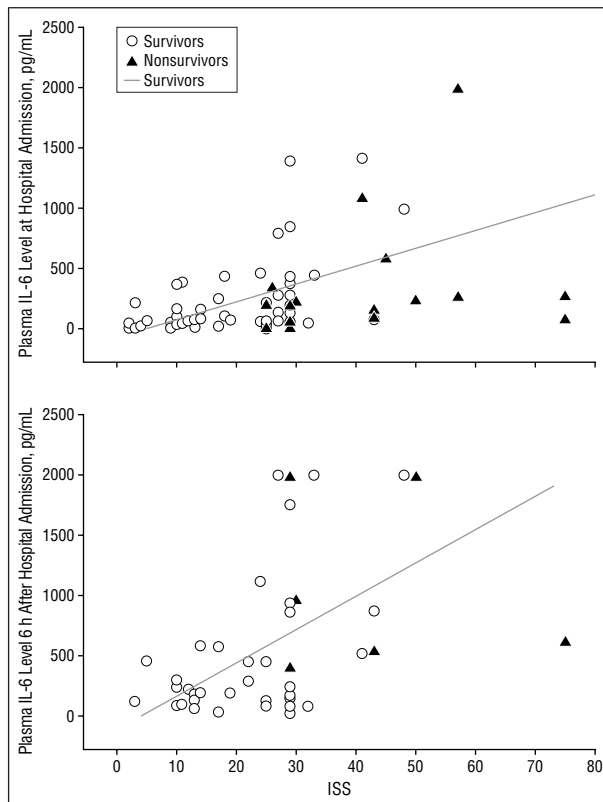 Plasma IL-6 Level at Hospital Admission, pg/mL
2500
2000
1500
1000
500
0
Survivors
Nonsurvivors
Survivors
Plasma IL-6 Level 6 h After Hospital Admission, pg/mL
2500
2000
1500
1000
500
0
0 10 20 30 40 50 60 70 80
ISS